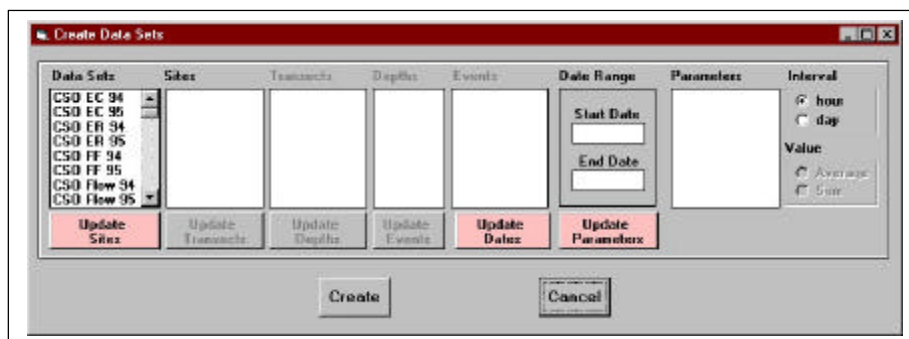 Create Data Sets
Data Sets Sites Transects Depths Events Date Range Parameters Interval
CSO EC 94
CSO EC 95
CSO ER 94
CSO ER 95
CSO FF 94
CSO FF 95
CSO Flow 94
CSO Flow 95
Start Date
End Date
hour
day
Value
Average
Sum
Update Sites
Update Transects
Update Depths
Update Events
Update Dates
Update Parameters
Create Cancel